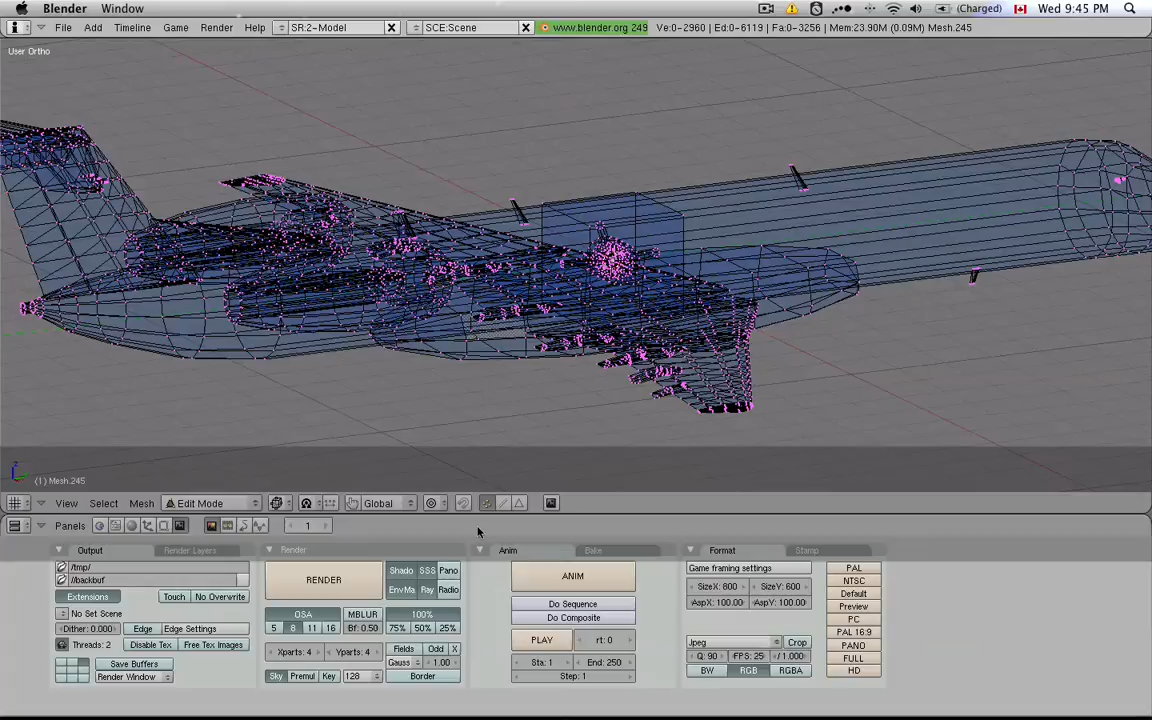 Blender Window (Charged) Wed 9:45 PM
File Add Timeline Game Render Help SR:2-Model SCE:Scene www.blender.org 249 Ve:0-2960 | Ed:0-6119 | Fa:0-3256 | Mem:23.90M (0.09M) Mesh.245
User Ortho
z
(1) Mesh.245
View Select Mesh Edit Mode Global
Panels 1
Output Render Layers Render Anim Bake Format Stamp
/tmp/ Shado SSS Pano Game framing settings PAL
//backbuf RENDER ANIM NTSC
EnvMa Ray Radio SizeX: 800 SizeY: 600 Default
Extensions Touch No Overwrite Do Sequence AspX: 100.00 AspY: 100.00 Preview
No Set Scene OSA MBLUR 100% Do Composite PC
Dither: 0.000 Edge Edge Settings 5 8 11 16 Bf: 0.50 75% 50% 25% PAL 16:9
Threads: 2 Disable Tex Free Tex Images Xparts: 4 Yparts: 4 Fields Odd X PLAY rt: 0 Jpeg Crop PANO
Save Buffers Gauss 1.00 Sta: 1 End: 250 Q: 90 FPS: 25 / 1.000 FULL
Render Window Sky Premul Key 128 Border Step: 1 BW RGB RGBA HD